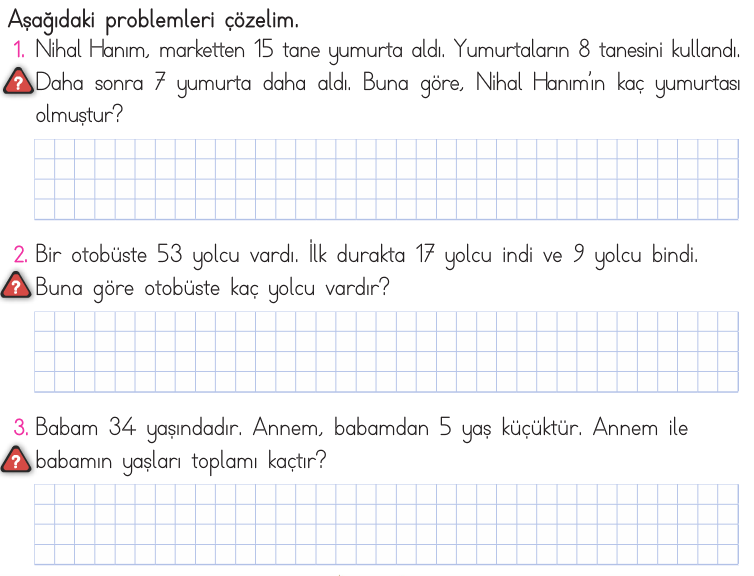 Aşağıdaki problemleri çözelim.
1. Nihal Hanım, marketten 15 tane yumurta aldı. Yumurtaların 8 tanesini kullandı.
? Daha sonra 7 yumurta daha aldı. Buna göre, Nihal Hanım'ın kaç yumurtası
olmuştur?
2. Bir otobüste 53 yolcu vardı. İlk durakta 17 yolcu indi ve 9 yolcu bindi.
? Buna göre otobüste kaç yolcu vardır?
3. Babam 34 yaşındadır. Annem, babamdan 5 yaş küçüktür. Annem ile
? babamın yaşları toplamı kaçtır?